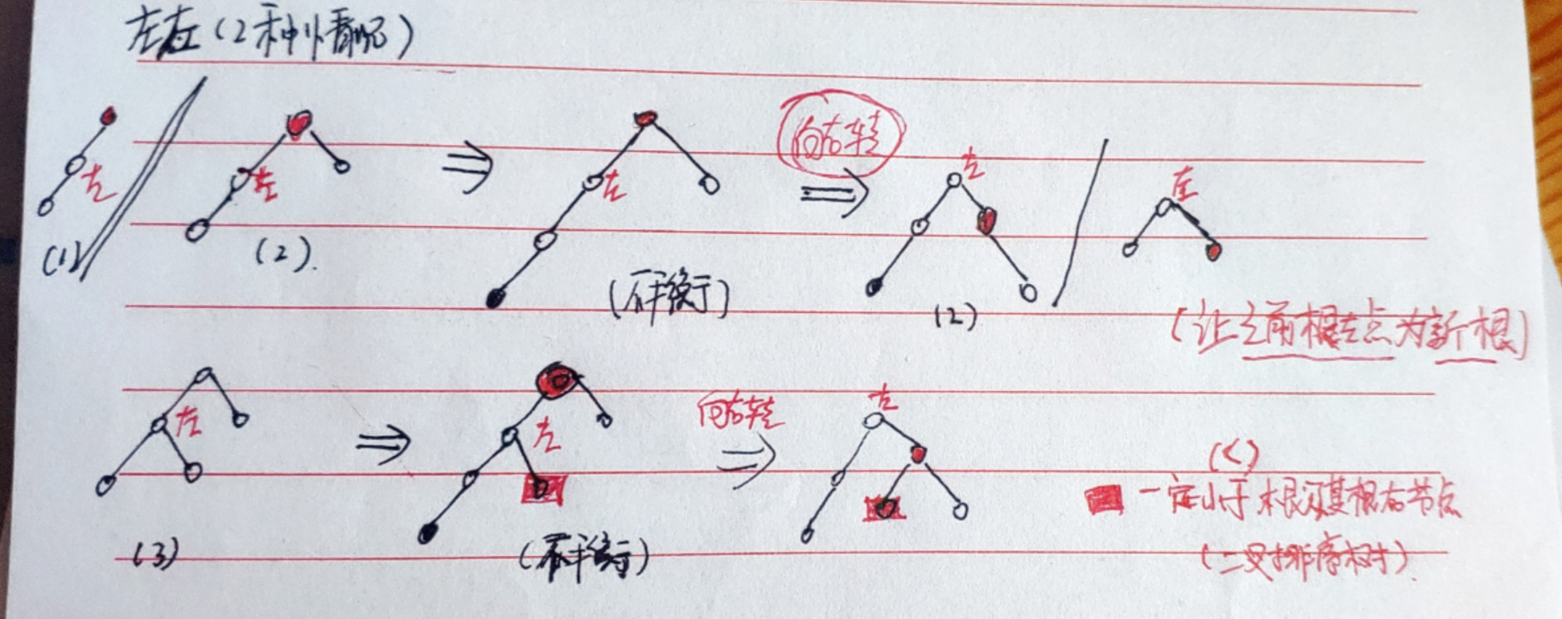 左左(2种情况)
向右转
左
左
左
左
左
(1)
(2).
(不平衡)
(2)
(让之前根左点为新根)
左
左
向右转
左
(<)
一定小于根及其根右节点
(3)
(不平衡)
(二叉排序树).